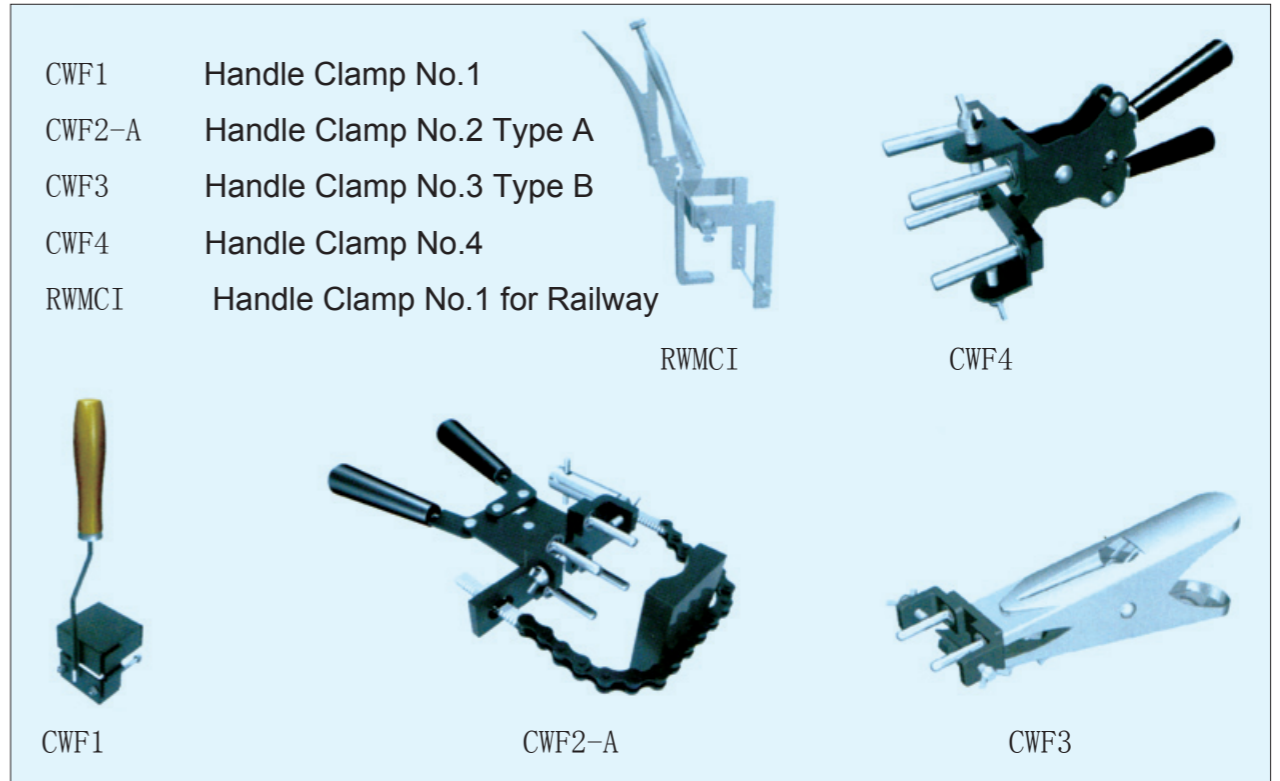 CWF1 Handle Clamp No.1
CWF2-A Handle Clamp No.2 Type A
CWF3 Handle Clamp No.3 Type B
CWF4 Handle Clamp No.4
RWMCI Handle Clamp No.1 for Railway
RWMCI CWF4
CWF1 CWF2-A CWF3